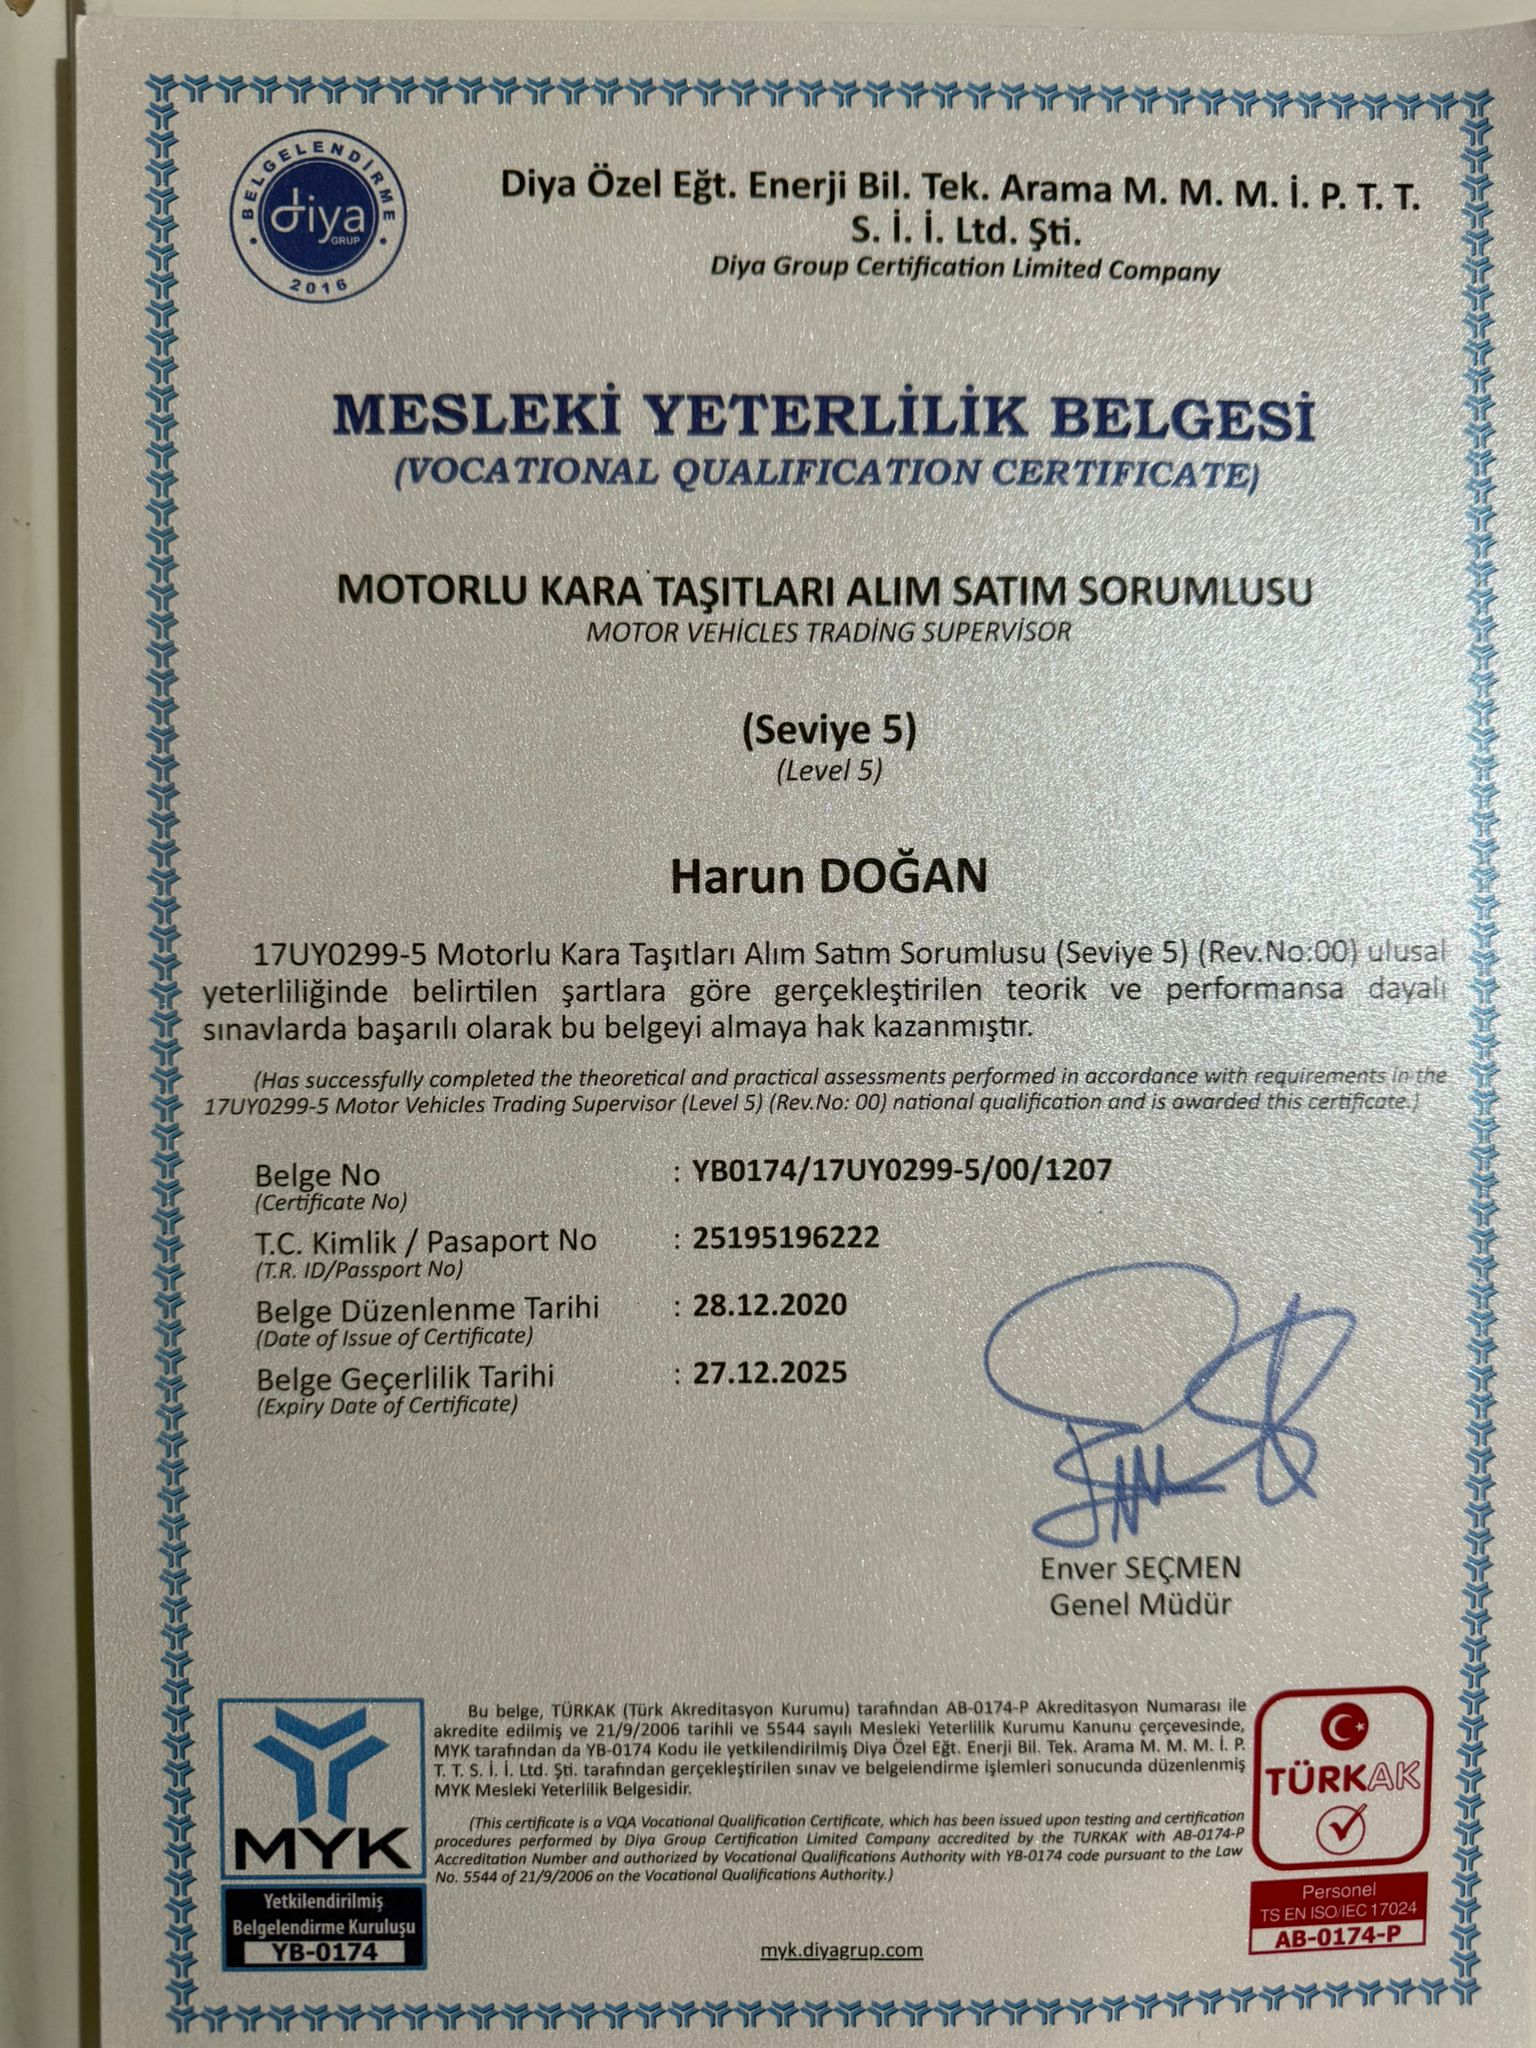 BELGELENDİRME
diya
GRUP
2016
Diya Özel Eğt. Enerji Bil. Tek. Arama M. M. M. İ. P. T. T.
S. İ. İ. Ltd. Şti.
Diya Group Certification Limited Company
MESLEKİ YETERLİLİK BELGESİ
(VOCATIONAL QUALIFICATION CERTIFICATE)
MOTORLU KARA TAŞITLARI ALIM SATIM SORUMLUSU
MOTOR VEHİCLES TRADİNG SUPERVİSOR
(Seviye 5)
(Level 5)
Harun DOĞAN
17UY0299-5 Motorlu Kara Taşıtları Alım Satım Sorumlusu (Seviye 5) (Rev.No:00) ulusal
yeterliliğinde belirtilen şartlara göre gerçekleştirilen teorik ve performansa dayalı
sınavlarda başarılı olarak bu belgeyi almaya hak kazanmıştır.
(Has successfully completed the theoretical and practical assessments performed in accordance with requirements in the
17UY0299-5 Motor Vehicles Trading Supervisor (Level 5) (Rev.No: 00) national qualification and is awarded this certificate.)
Belge No : YB0174/17UY0299-5/00/1207
(Certificate No)
T.C. Kimlik / Pasaport No : 25195196222
(T.R. ID/Passport No)
Belge Düzenlenme Tarihi : 28.12.2020
(Date of Issue of Certificate)
Belge Geçerlilik Tarihi : 27.12.2025
(Expiry Date of Certificate)
Enver SEÇMEN
Genel Müdür
Bu belge, TÜRKAK (Türk Akreditasyon Kurumu) tarafından AB-0174-P Akreditasyon Numarası ile
akredite edilmiş ve 21/9/2006 tarihli ve 5544 sayılı Mesleki Yeterlilik Kurumu Kanunu çerçevesinde,
MYK tarafından da YB-0174 Kodu ile yetkilendirilmiş Diya Özel Eğt. Enerji Bil. Tek. Arama M. M. M. İ. P.
T. T. S. İ. İ. Ltd. Şti. tarafından gerçekleştirilen sınav ve belgelendirme işlemleri sonucunda düzenlenmiş
MYK Mesleki Yeterlilik Belgesidir.
(This certificate is a VQA Vocational Qualification Certificate, which has been issued upon testing and certification
procedures performed by Diya Group Certification Limited Company accredited by the TURKAK with AB-0174-P
Accreditation Number and authorized by Vocational Qualifications Authority with YB-0174 code pursuant to the Law
No. 5544 of 21/9/2006 on the Vocational Qualifications Authority.)
MYK
Yetkilendirilmiş
Belgelendirme Kuruluşu
YB-0174
TÜRKAK
Personel
TS EN ISO/IEC 17024
AB-0174-P
myk.diyagrup.com